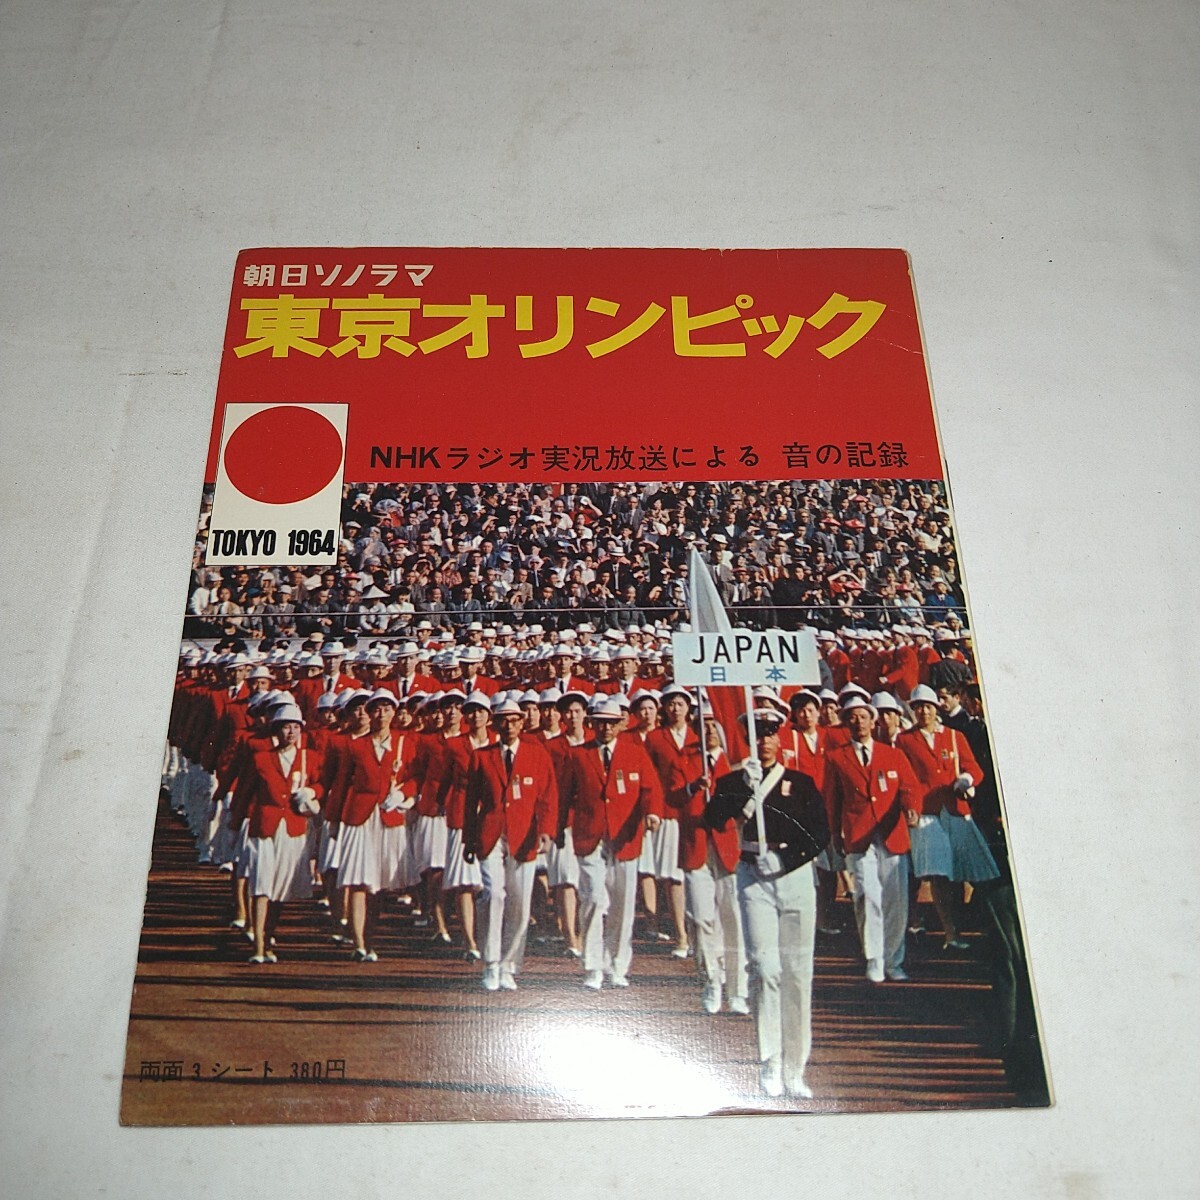 朝日ソノラマ
東京オリンピック
NHKラジオ実況放送による 音の記録
TOKYO 1964
JAPAN
日 本
両面 3 シート 380円